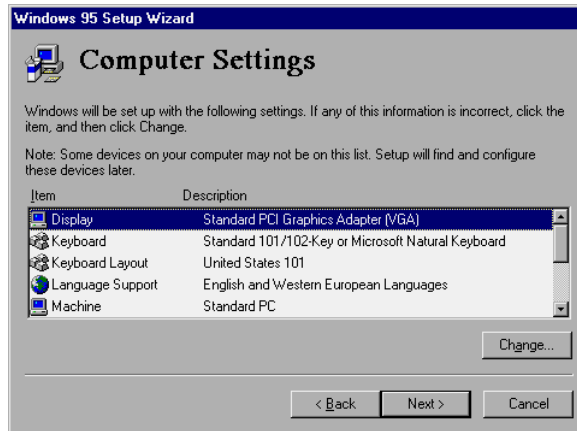 Windows 95 Setup Wizard
Computer Settings
Windows will be set up with the following settings. If any of this information is incorrect, click the
item, and then click Change.
Note: Some devices on your computer may not be on this list. Setup will find and configure
these devices later.
Item Description
Display Standard PCI Graphics Adapter (VGA)
Keyboard Standard 101/102-Key or Microsoft Natural Keyboard
Keyboard Layout United States 101
Language Support English and Western European Languages
Machine Standard PC
Change...
< Back Next > Cancel